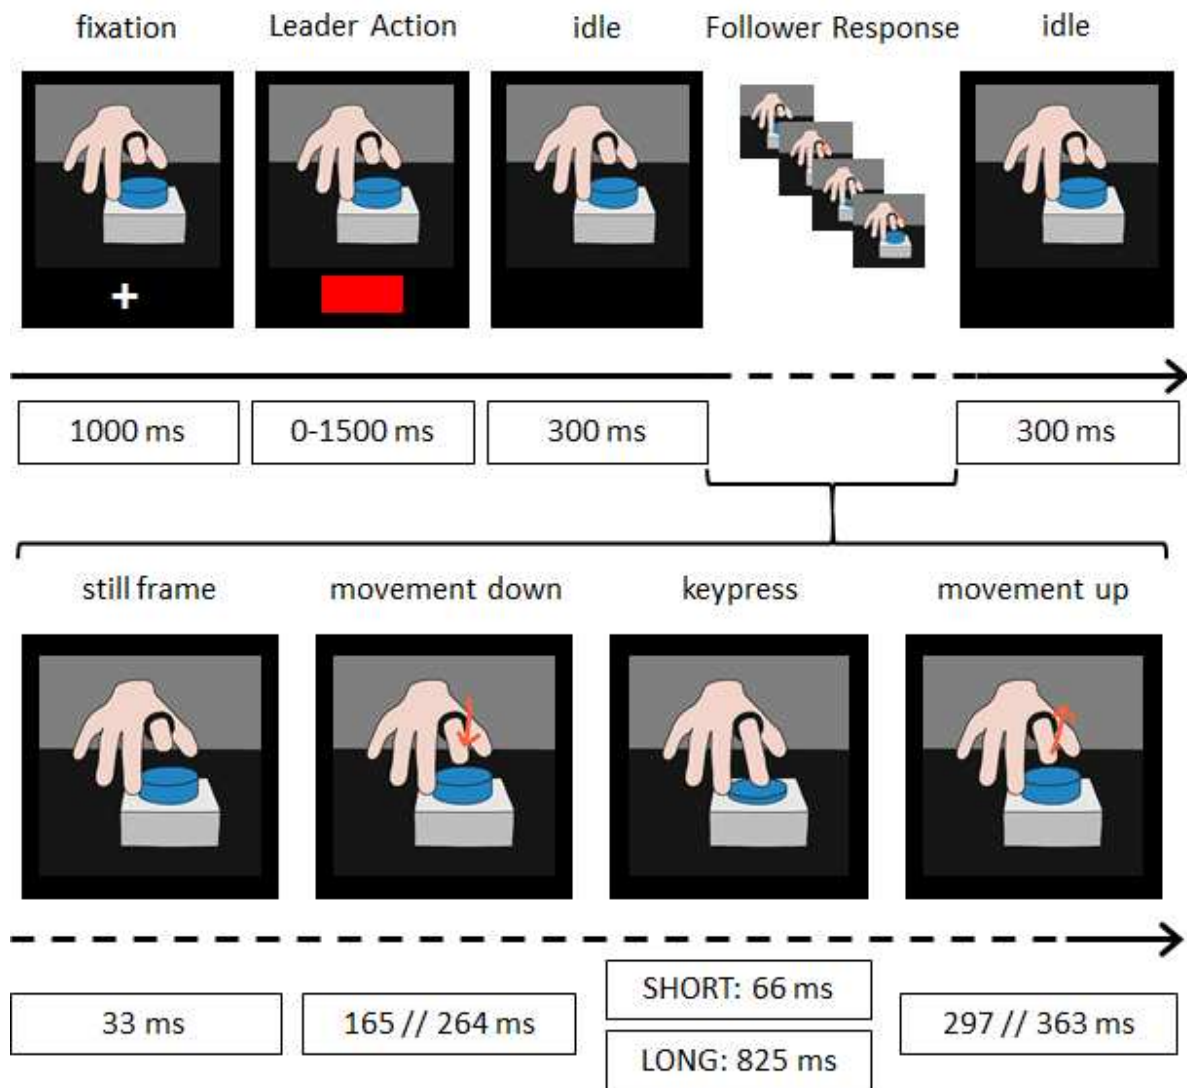 fixation
Leader Action
idle
Follower Response
idle
+
1000 ms
0-1500 ms
300 ms
300 ms
still frame
movement down
keypress
movement up
33 ms
165 // 264 ms
SHORT: 66 ms
LONG: 825 ms
297 // 363 ms